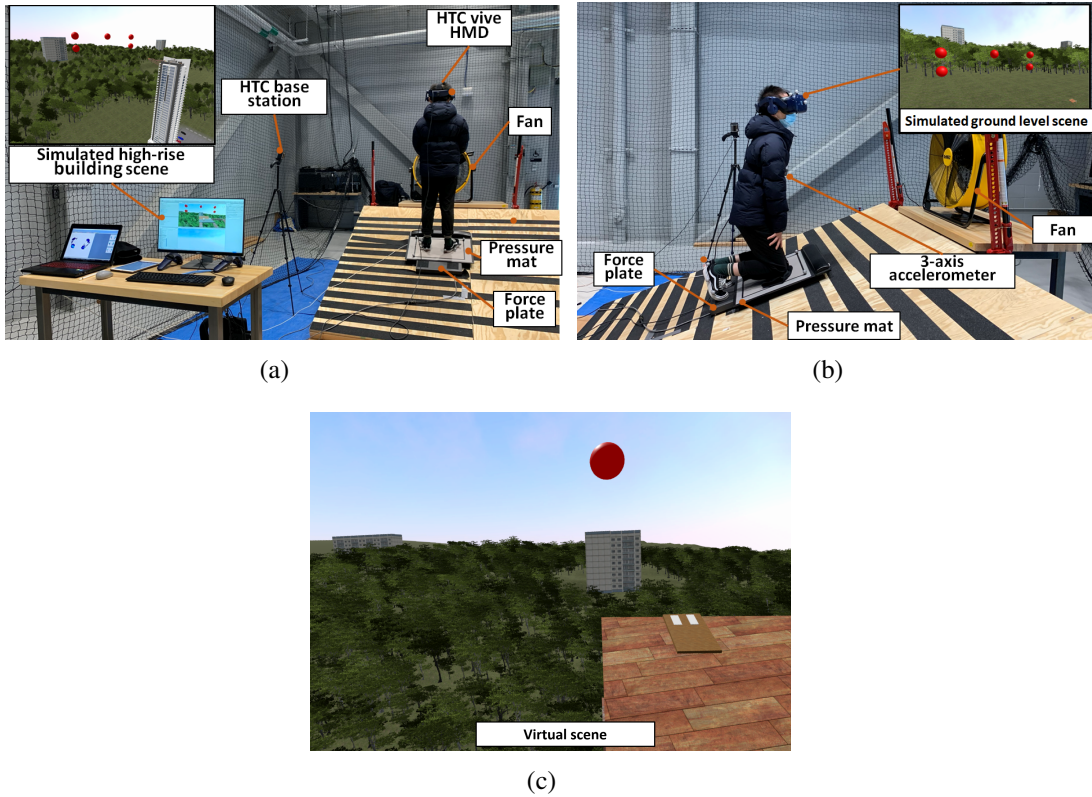 HTC vive
HMD
HTC base
station
Fan
Simulated high-rise
building scene
Pressure
mat
Force
plate
(a)
Simulated ground level scene
Fan
Force
plate
3-axis
accelerometer
Pressure mat
(b)
Virtual scene
(c)